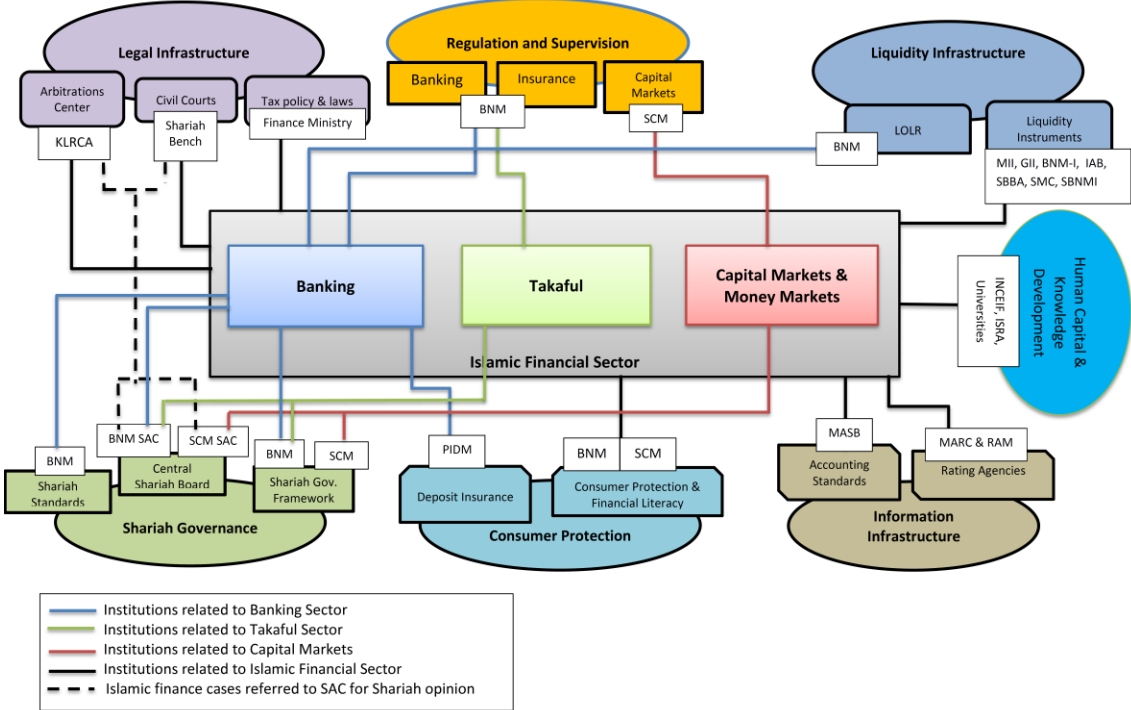 Legal Infrastructure
Arbitrations
Center
Civil Courts
Tax policy & laws
KLRCA
Shariah
Bench
Finance Ministry
Regulation and Supervision
Banking
Insurance
Capital
Markets
BNM
SCM
Liquidity Infrastructure
LOLR
Liquidity
Instruments
BNM
MII, GII, BNM-I, IAB,
SBBA, SMC, SBNMI
Banking
Takaful
Capital Markets &
Money Markets
Islamic Financial Sector
INCEIF, ISRA,
Universities
Human Capital &
Knowledge
Development
BNM
BNM SAC
SCM SAC
BNM
SCM
Shariah
Standards
Central
Shariah Board
Shariah Gov.
Framework
Shariah Governance
PIDM
BNM
SCM
Deposit Insurance
Consumer Protection &
Financial Literacy
Consumer Protection
MASB
MARC & RAM
Accounting
Standards
Rating Agencies
Information
Infrastructure
Institutions related to Banking Sector
Institutions related to Takaful Sector
Institutions related to Capital Markets
Institutions related to Islamic Financial Sector
Islamic finance cases referred to SAC for Shariah opinion